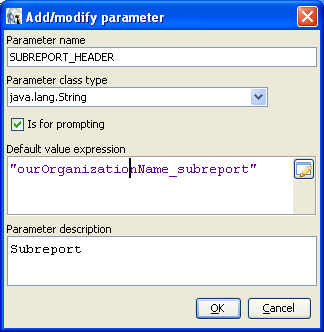 Add/modify parameter
Parameter name
SUBREPORT_HEADER
Parameter class type
java.lang.String
Is for prompting
Default value expression
"ourOrganizationName_subreport"
Parameter description
Subreport
OK Cancel